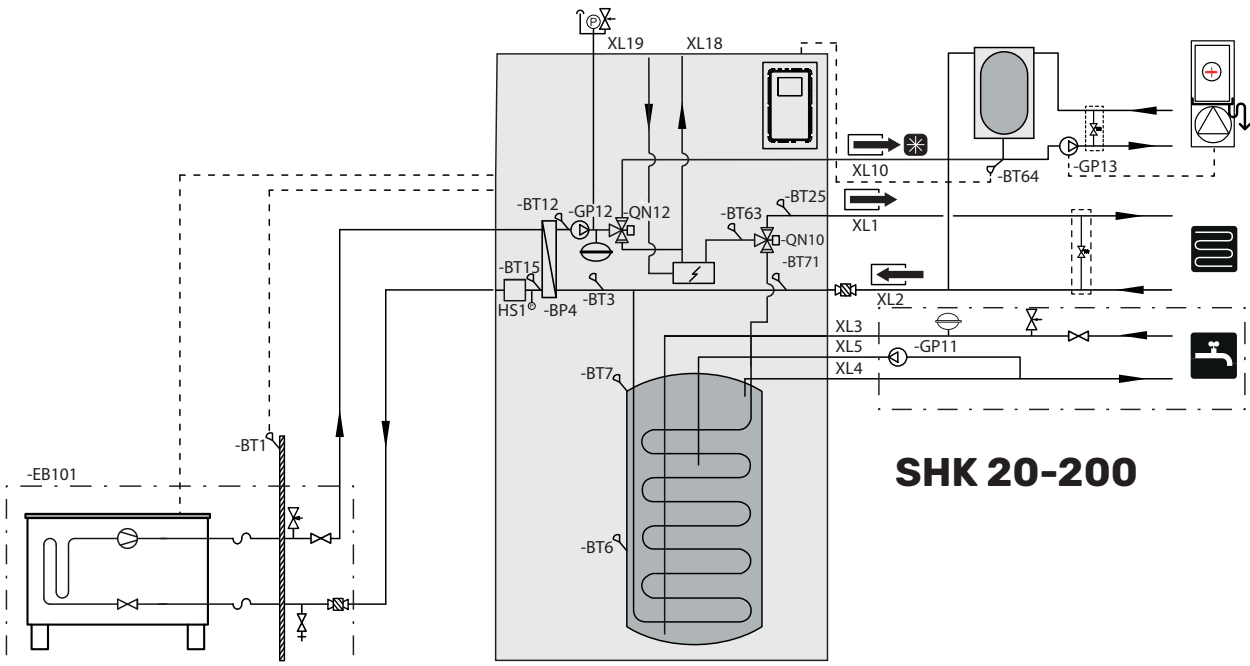 P
XL19
XL18
XL10
-BT64
-GP13
-BT12
-GP12
-QN12
-BT63
-BT25
XL1
-QN10
-BT71
-BT15
HS1
P
-BP4
-BT3
XL2
XL3
XL5
-GP11
XL4
-BT7
-BT1
-EB101
-BT6
SHK 20-200